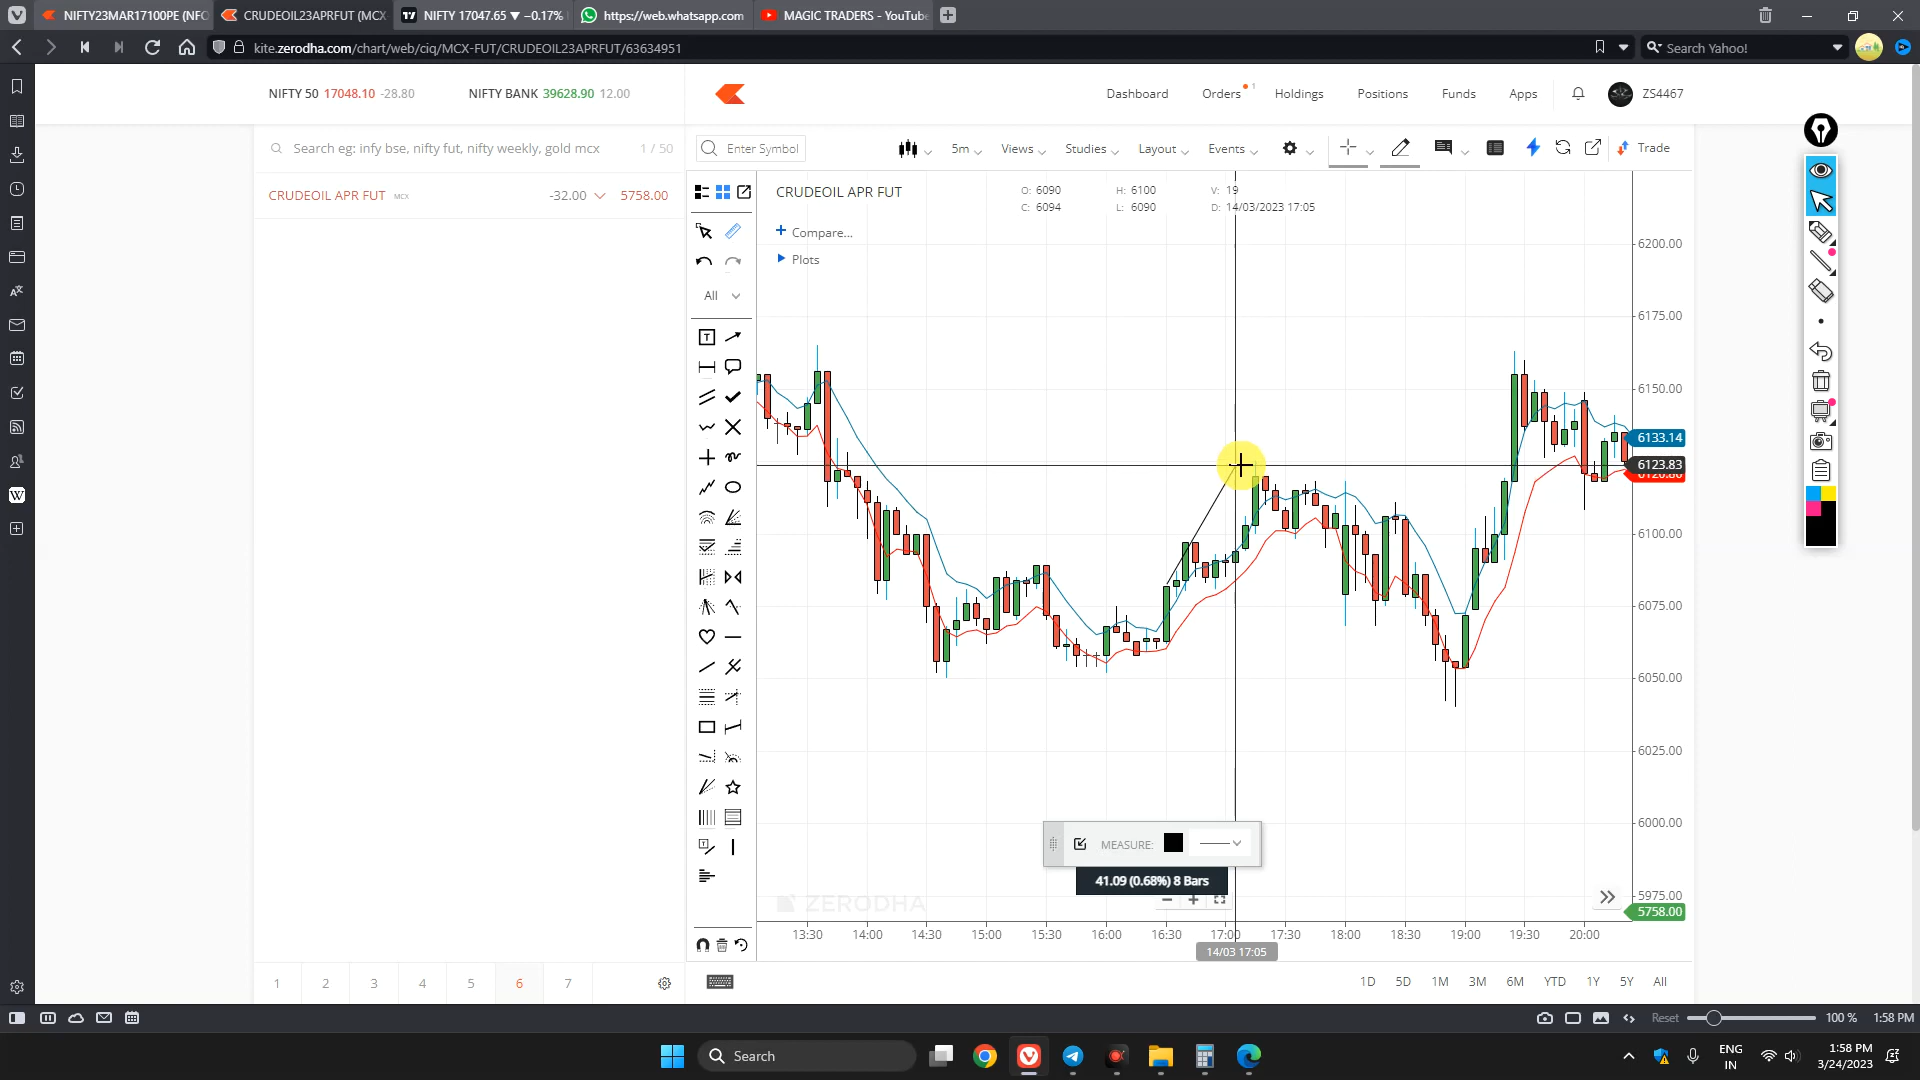 NIFTY23MAR17100PE (NFO
CRUDEOIL23APRFUT (MCX
NIFTY 17047.65 ▼ −0.17%
https://web.whatsapp.com
MAGIC TRADERS - YouTube
kite.zerodha.com/chart/web/ciq/MCX-FUT/CRUDEOIL23APRFUT/63634951
Search Yahoo!
NIFTY 50 17048.10 -28.80
NIFTY BANK 39628.90 12.00
Dashboard
Orders 1
Holdings
Positions
Funds
Apps
ZS4467
Search eg: infy bse, nifty fut, nifty weekly, gold mcx
1 / 50
Enter Symbol
5m
Views
Studies
Layout
Events
Trade
CRUDEOIL APR FUT MCX -32.00 5758.00
CRUDEOIL APR FUT
O: 6090 H: 6100 V: 19
C: 6094 L: 6090 D: 14/03/2023 17:05
+ Compare...
Plots
All
6200.00
6175.00
6150.00
6133.14
6123.83
6100.00
6075.00
6050.00
6025.00
6000.00
5975.00
5758.00
MEASURE:
41.09 (0.68%) 8 Bars
ZERODHA
13:30 14:00 14:30 15:00 15:30 16:00 16:30 17:00 17:30 18:00 18:30 19:00 19:30 20:00
14/03 17:05
1 2 3 4 5 6 7
1D 5D 1M 3M 6M YTD 1Y 5Y All
Reset 100 % 1:58 PM
Search
ENG
IN
1:58 PM
3/24/2023